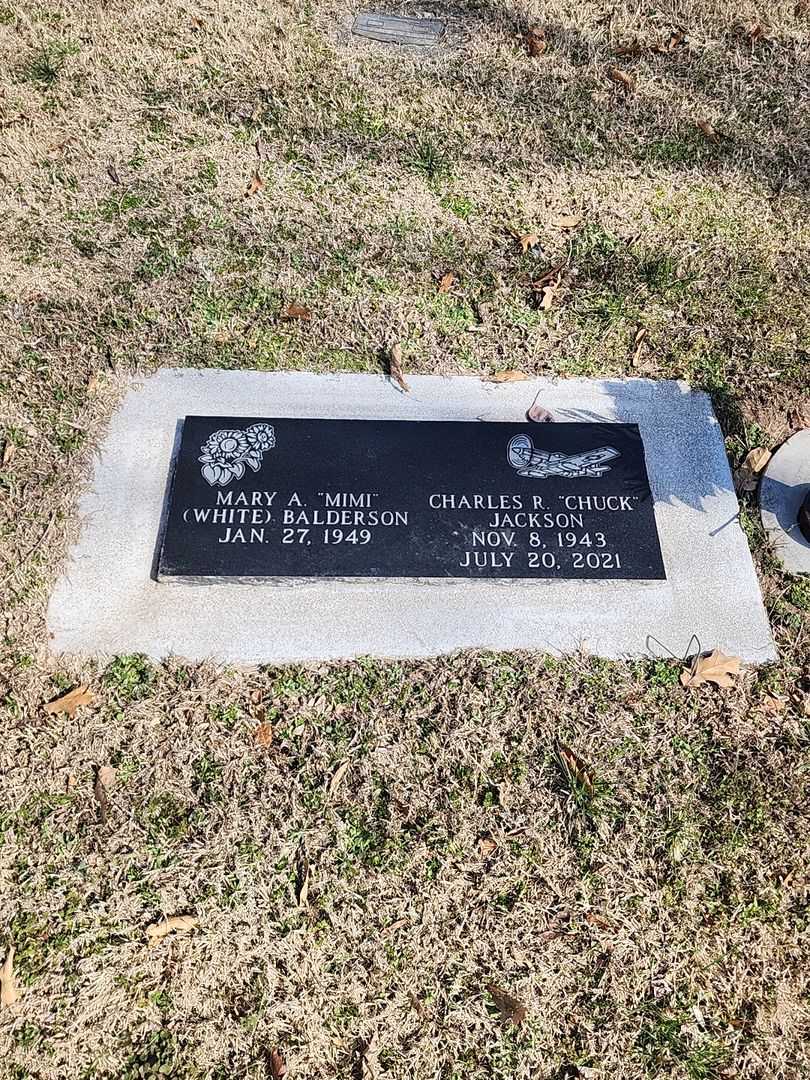 MARY A. "MIMI"
(WHITE) BALDERSON
JAN. 27, 1949
CHARLES R. "CHUCK"
JACKSON
NOV. 8, 1943
JULY 20, 2021